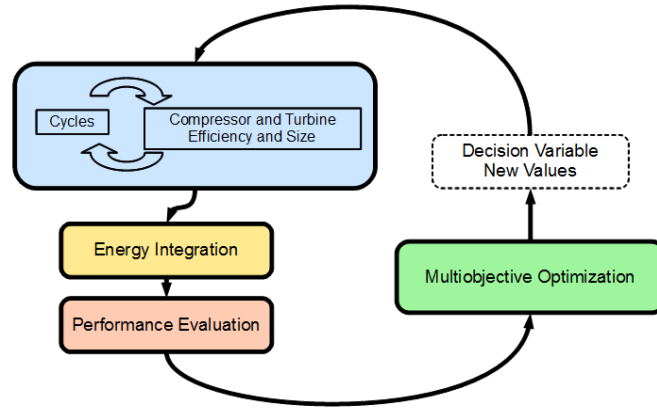 Cycles
Compressor and Turbine
Efficiency and Size
Decision Variable
New Values
Energy Integration
Multiobjective Optimization
Performance Evaluation